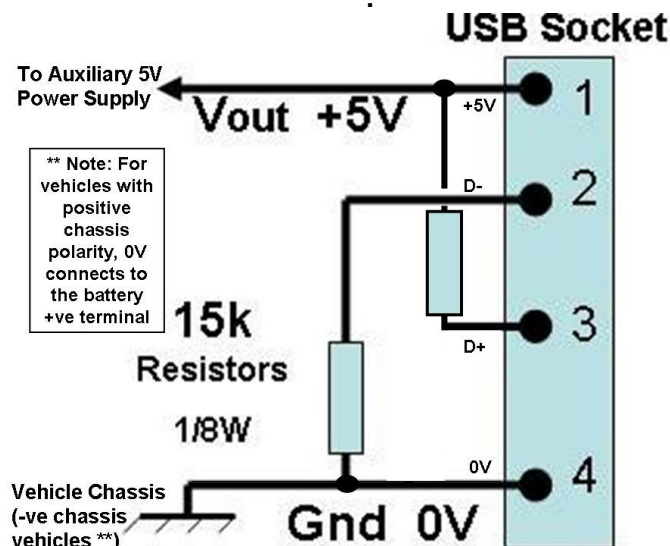 USB Socket
To Auxiliary 5V
Power Supply
Vout +5V
+5V
1
** Note: For
vehicles with
positive
chassis
polarity, 0V
connects to
the battery
+ve terminal
D-
2
15k
Resistors
1/8W
3
D+
0V
4
Vehicle Chassis
(-ve chassis
vehicles **)
Gnd 0V